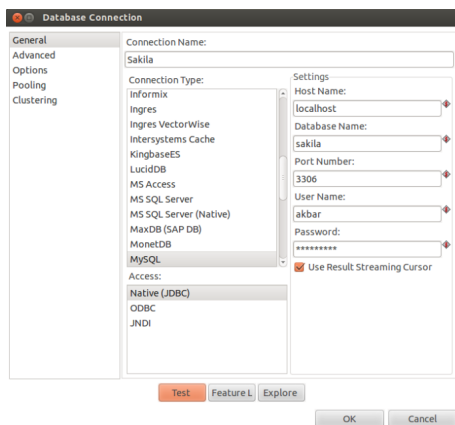 Database Connection
General
Advanced
Options
Pooling
Clustering
Connection Name:
Sakila
Connection Type:
Informix
Ingres
Ingres VectorWise
Intersystems Cache
KingbaseES
LucidDB
MS Access
MS SQL Server
MS SQL Server (Native)
MaxDB (SAP DB)
MonetDB
MySQL
Access:
Native (JDBC)
ODBC
JNDI
Settings
Host Name:
localhost
Database Name:
sakila
Port Number:
3306
User Name:
akbar
Password:
*********
Use Result Streaming Cursor
Test
Feature L
Explore
OK
Cancel